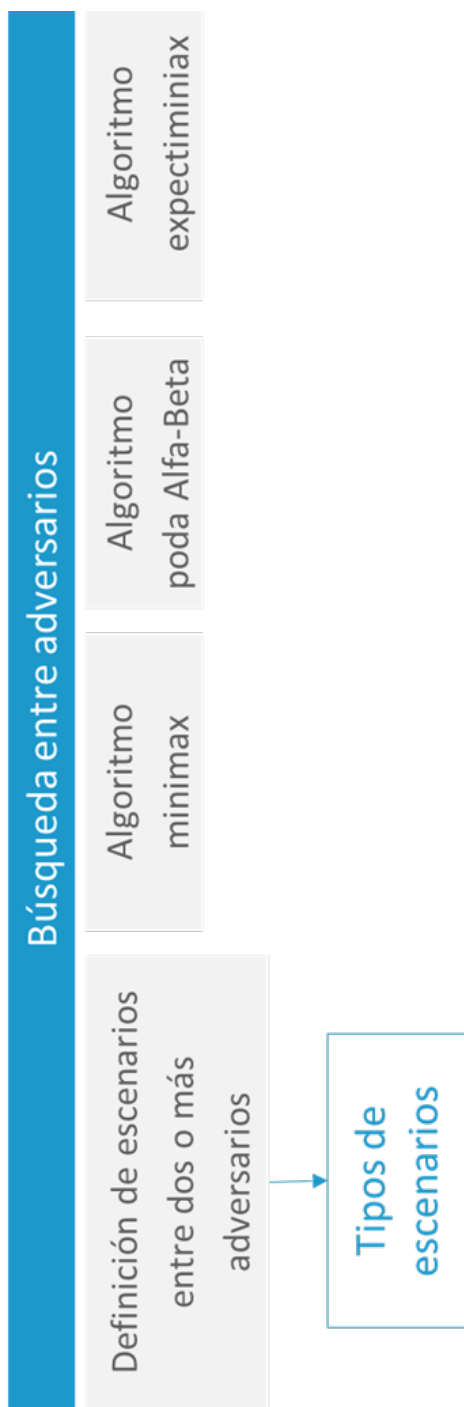 Búsqueda entre adversarios
Definición de escenarios
entre dos o más
adversarios
Algoritmo
minimax
Algoritmo
poda Alfa-Beta
Algoritmo
expectiminiax
Tipos de
escenarios